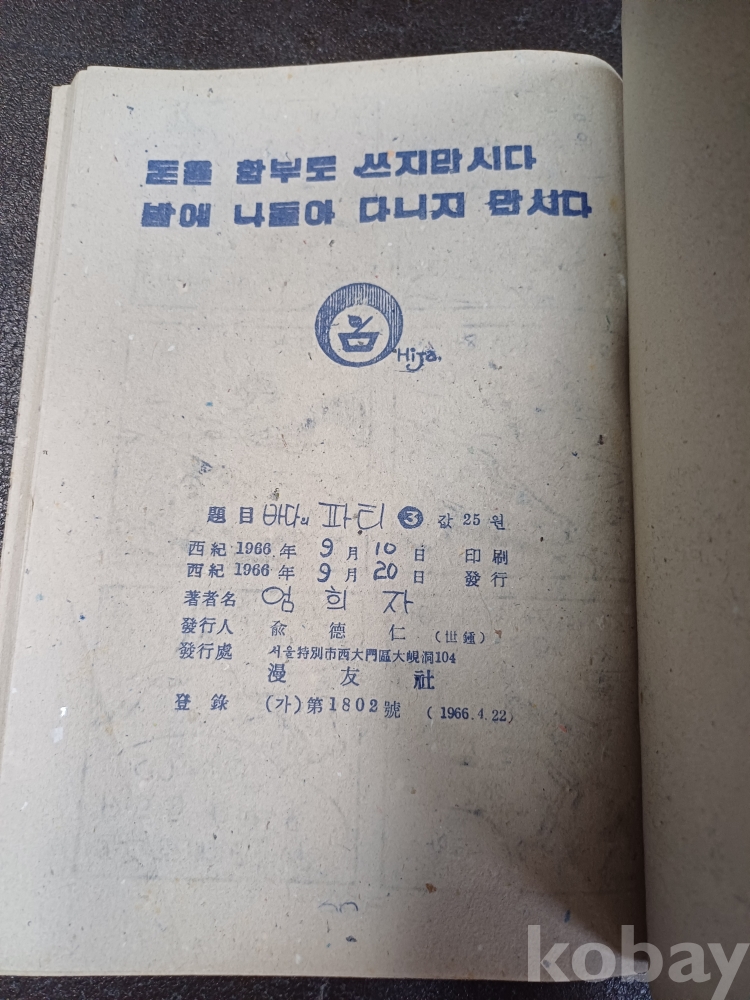 돈을 함부로 쓰지맙시다
밤에 나돌아 다니지 맙시다
Hija.
題目 바다의 파티 3 값 25 원
西紀 1966 年 9 月 10 日 印刷
西紀 1966 年 9 月 20 日 發行
著者名 엄희자
發行人 兪德仁 (世鍾)
發行處 서울特別市西大門區大峴洞104
漫友社
登錄 (가) 第1802號 (1966.4.22)
kobay